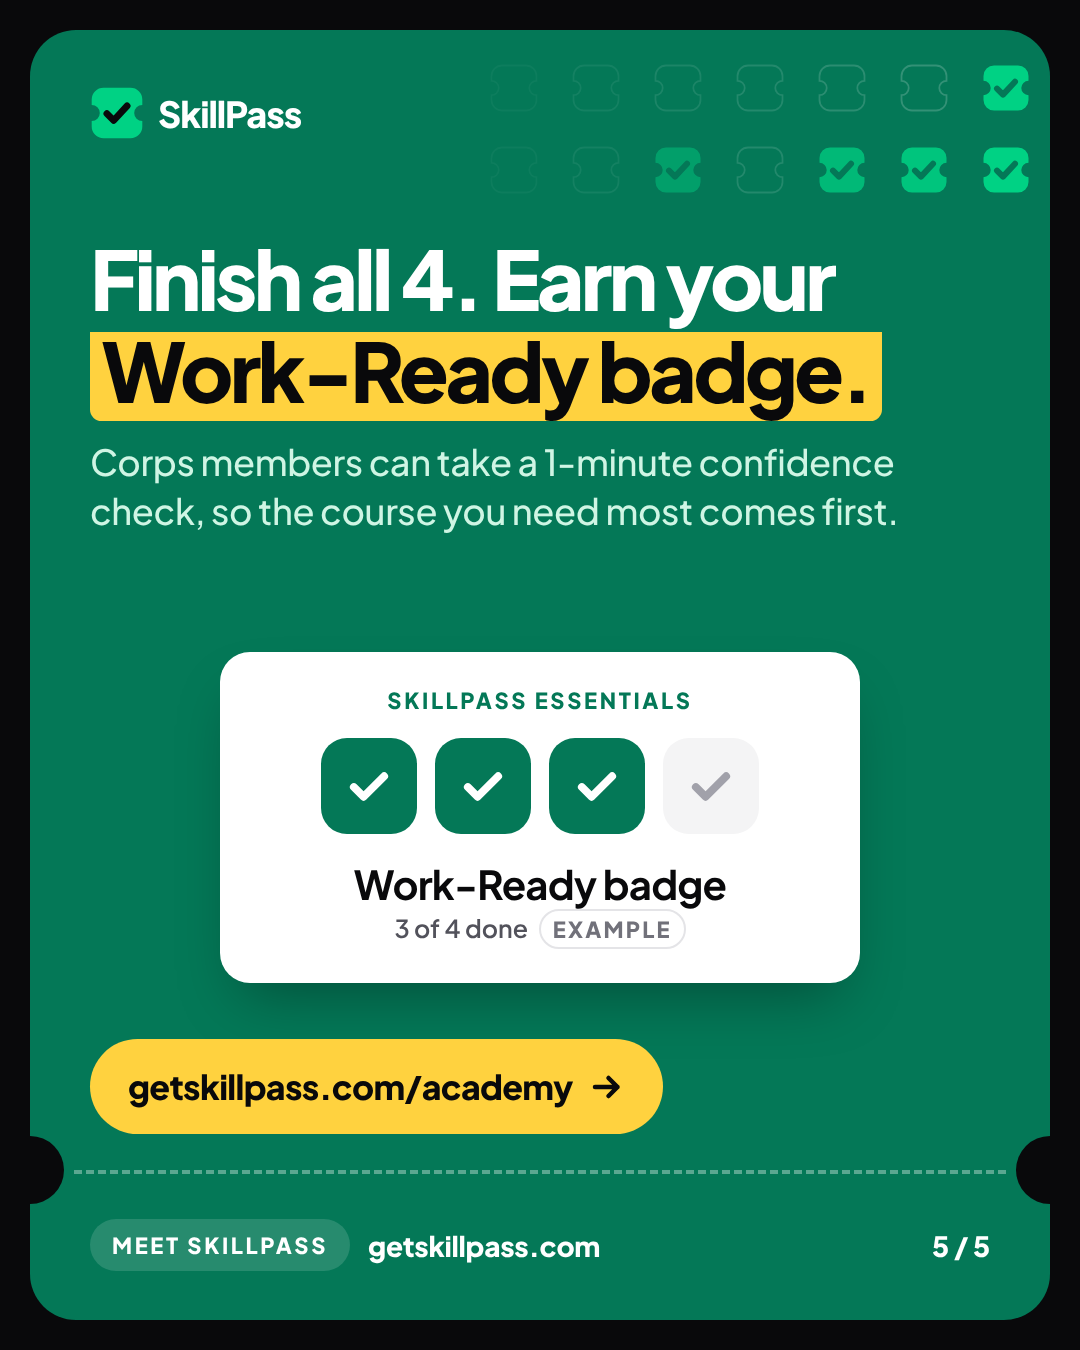 SkillPass
Finish all 4. Earn your
Work-Ready badge.
Corps members can take a 1-minute confidence
check, so the course you need most comes first.
SKILLPASS ESSENTIALS
Work-Ready badge
3 of 4 done EXAMPLE
getskillpass.com/academy →
MEET SKILLPASS getskillpass.com 5 / 5